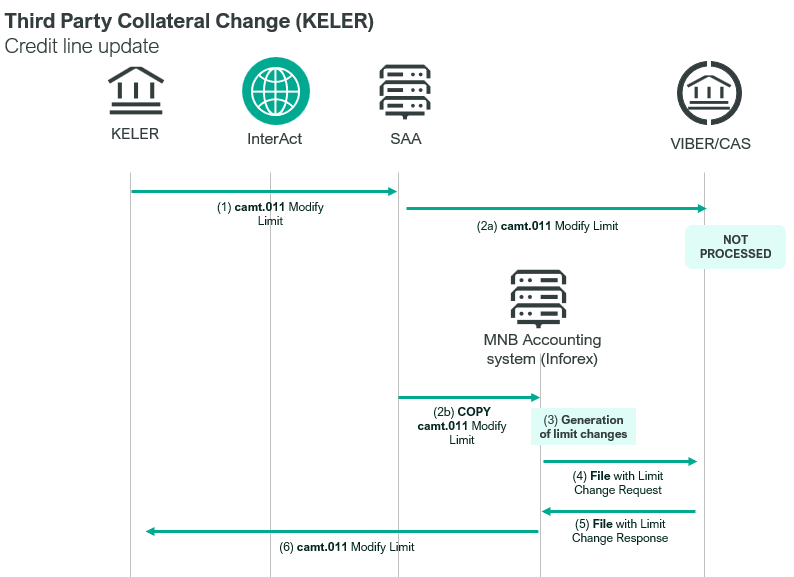 Third Party Collateral Change (KELER)
Credit line update
KELER
InterAct
SAA
VIBER/CAS
(1) camt.011 Modify
Limit
(2a) camt.011 Modify Limit
NOT
PROCESSED
MNB Accounting
system (Inforex)
(2b) COPY
camt.011 Modify
Limit
(3) Generation
of limit changes
(4) File with Limit
Change Request
(5) File with Limit
Change Response
(6) camt.011 Modify Limit